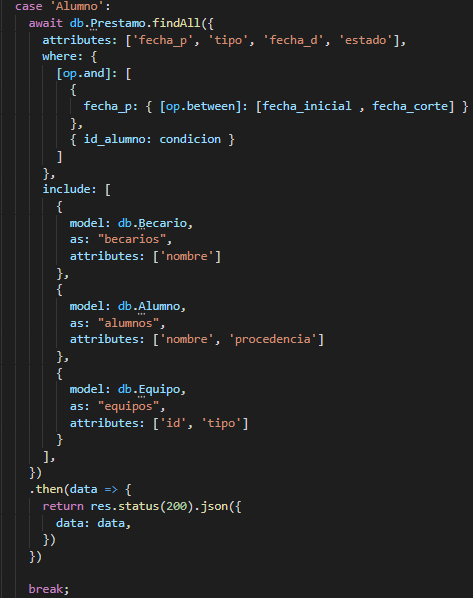 case 'Alumno':
  await db.Prestamo.findAll({
    attributes: ['fecha_p', 'tipo', 'fecha_d', 'estado'],
    where: {
      [op.and]: [
        {
          fecha_p: { [op.between]: [fecha_inicial , fecha_corte] }
        },
        { id_alumno: condicion }
      ]
    },
    include: [
      {
        model: db.Becario,
        as: "becarios",
        attributes: ['nombre']
      },
      {
        model: db.Alumno,
        as: "alumnos",
        attributes: ['nombre', 'procedencia']
      },
      {
        model: db.Equipo,
        as: "equipos",
        attributes: ['id', 'tipo']
      }
    ],
  })
  .then(data => {
    return res.status(200).json({
      data: data,
    })
  })

  break;